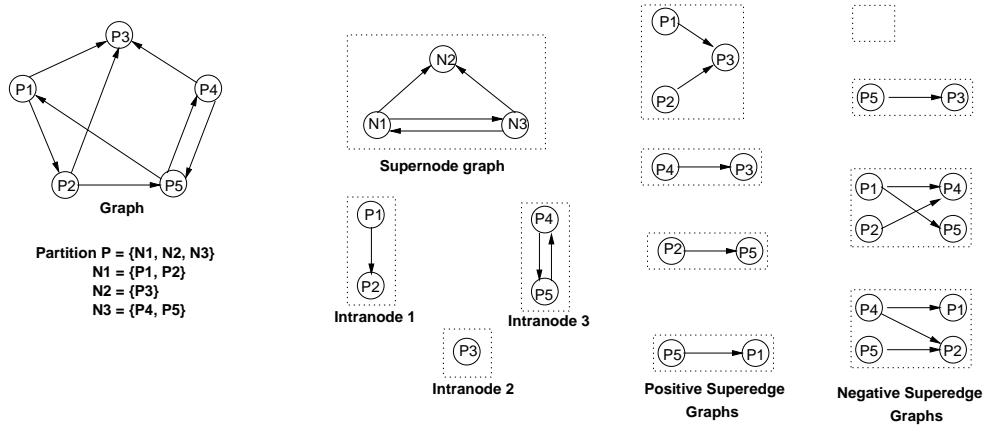 P3
P1
P4
P2
P5
Graph
Partition P = {N1, N2, N3}
N1 = {P1, P2}
N2 = {P3}
N3 = {P4, P5}
N2
N1
N3
Supernode graph
P1
P2
Intranode 1
P4
P5
Intranode 3
P3
Intranode 2
P1
P3
P2
P4 P3
P2 P5
P5 P1
Positive Superedge
Graphs
P5 P3
P1 P4
P2 P5
P4 P1
P5 P2
Negative Superedge
Graphs